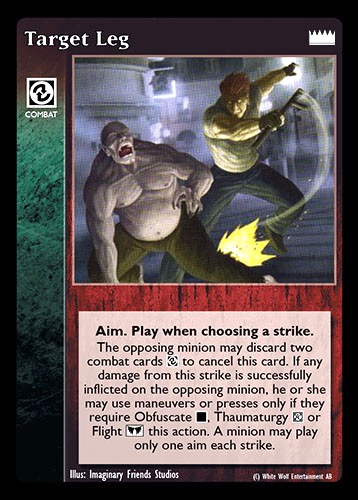 Target Leg
COMBAT
Aim. Play when choosing a strike.
The opposing minion may discard two
combat cards to cancel this card. If any
damage from this strike is successfully
inflicted on the opposing minion, he or she
may use maneuvers or presses only if they
require Obfuscate, Thaumaturgy or
Flight this action. A minion may play
only one aim each strike.
Illus: Imaginary Friends Studios
(C) White Wolf Entertainment AB